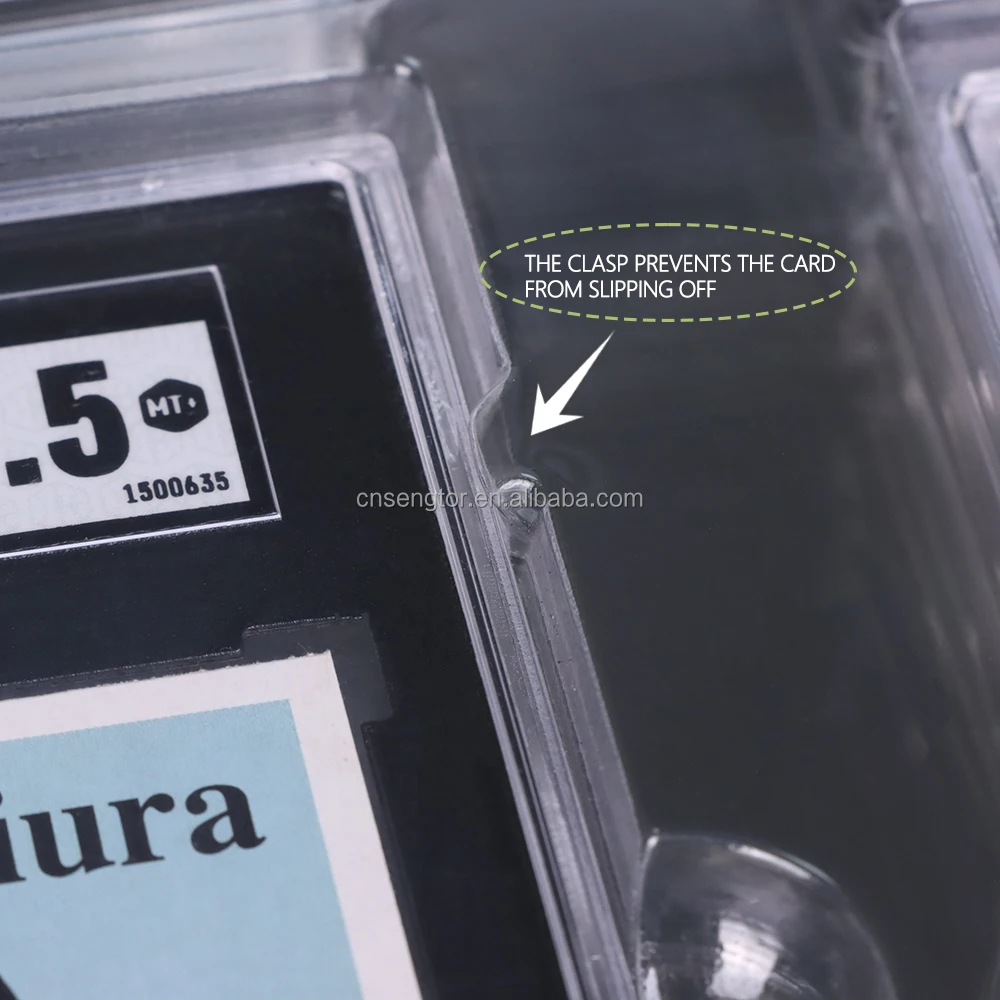 THE CLASP PREVENTS THE CARD
FROM SLIPPING OFF
.5
MT
1500635
cnsengtor.en.alibaba.com
iura